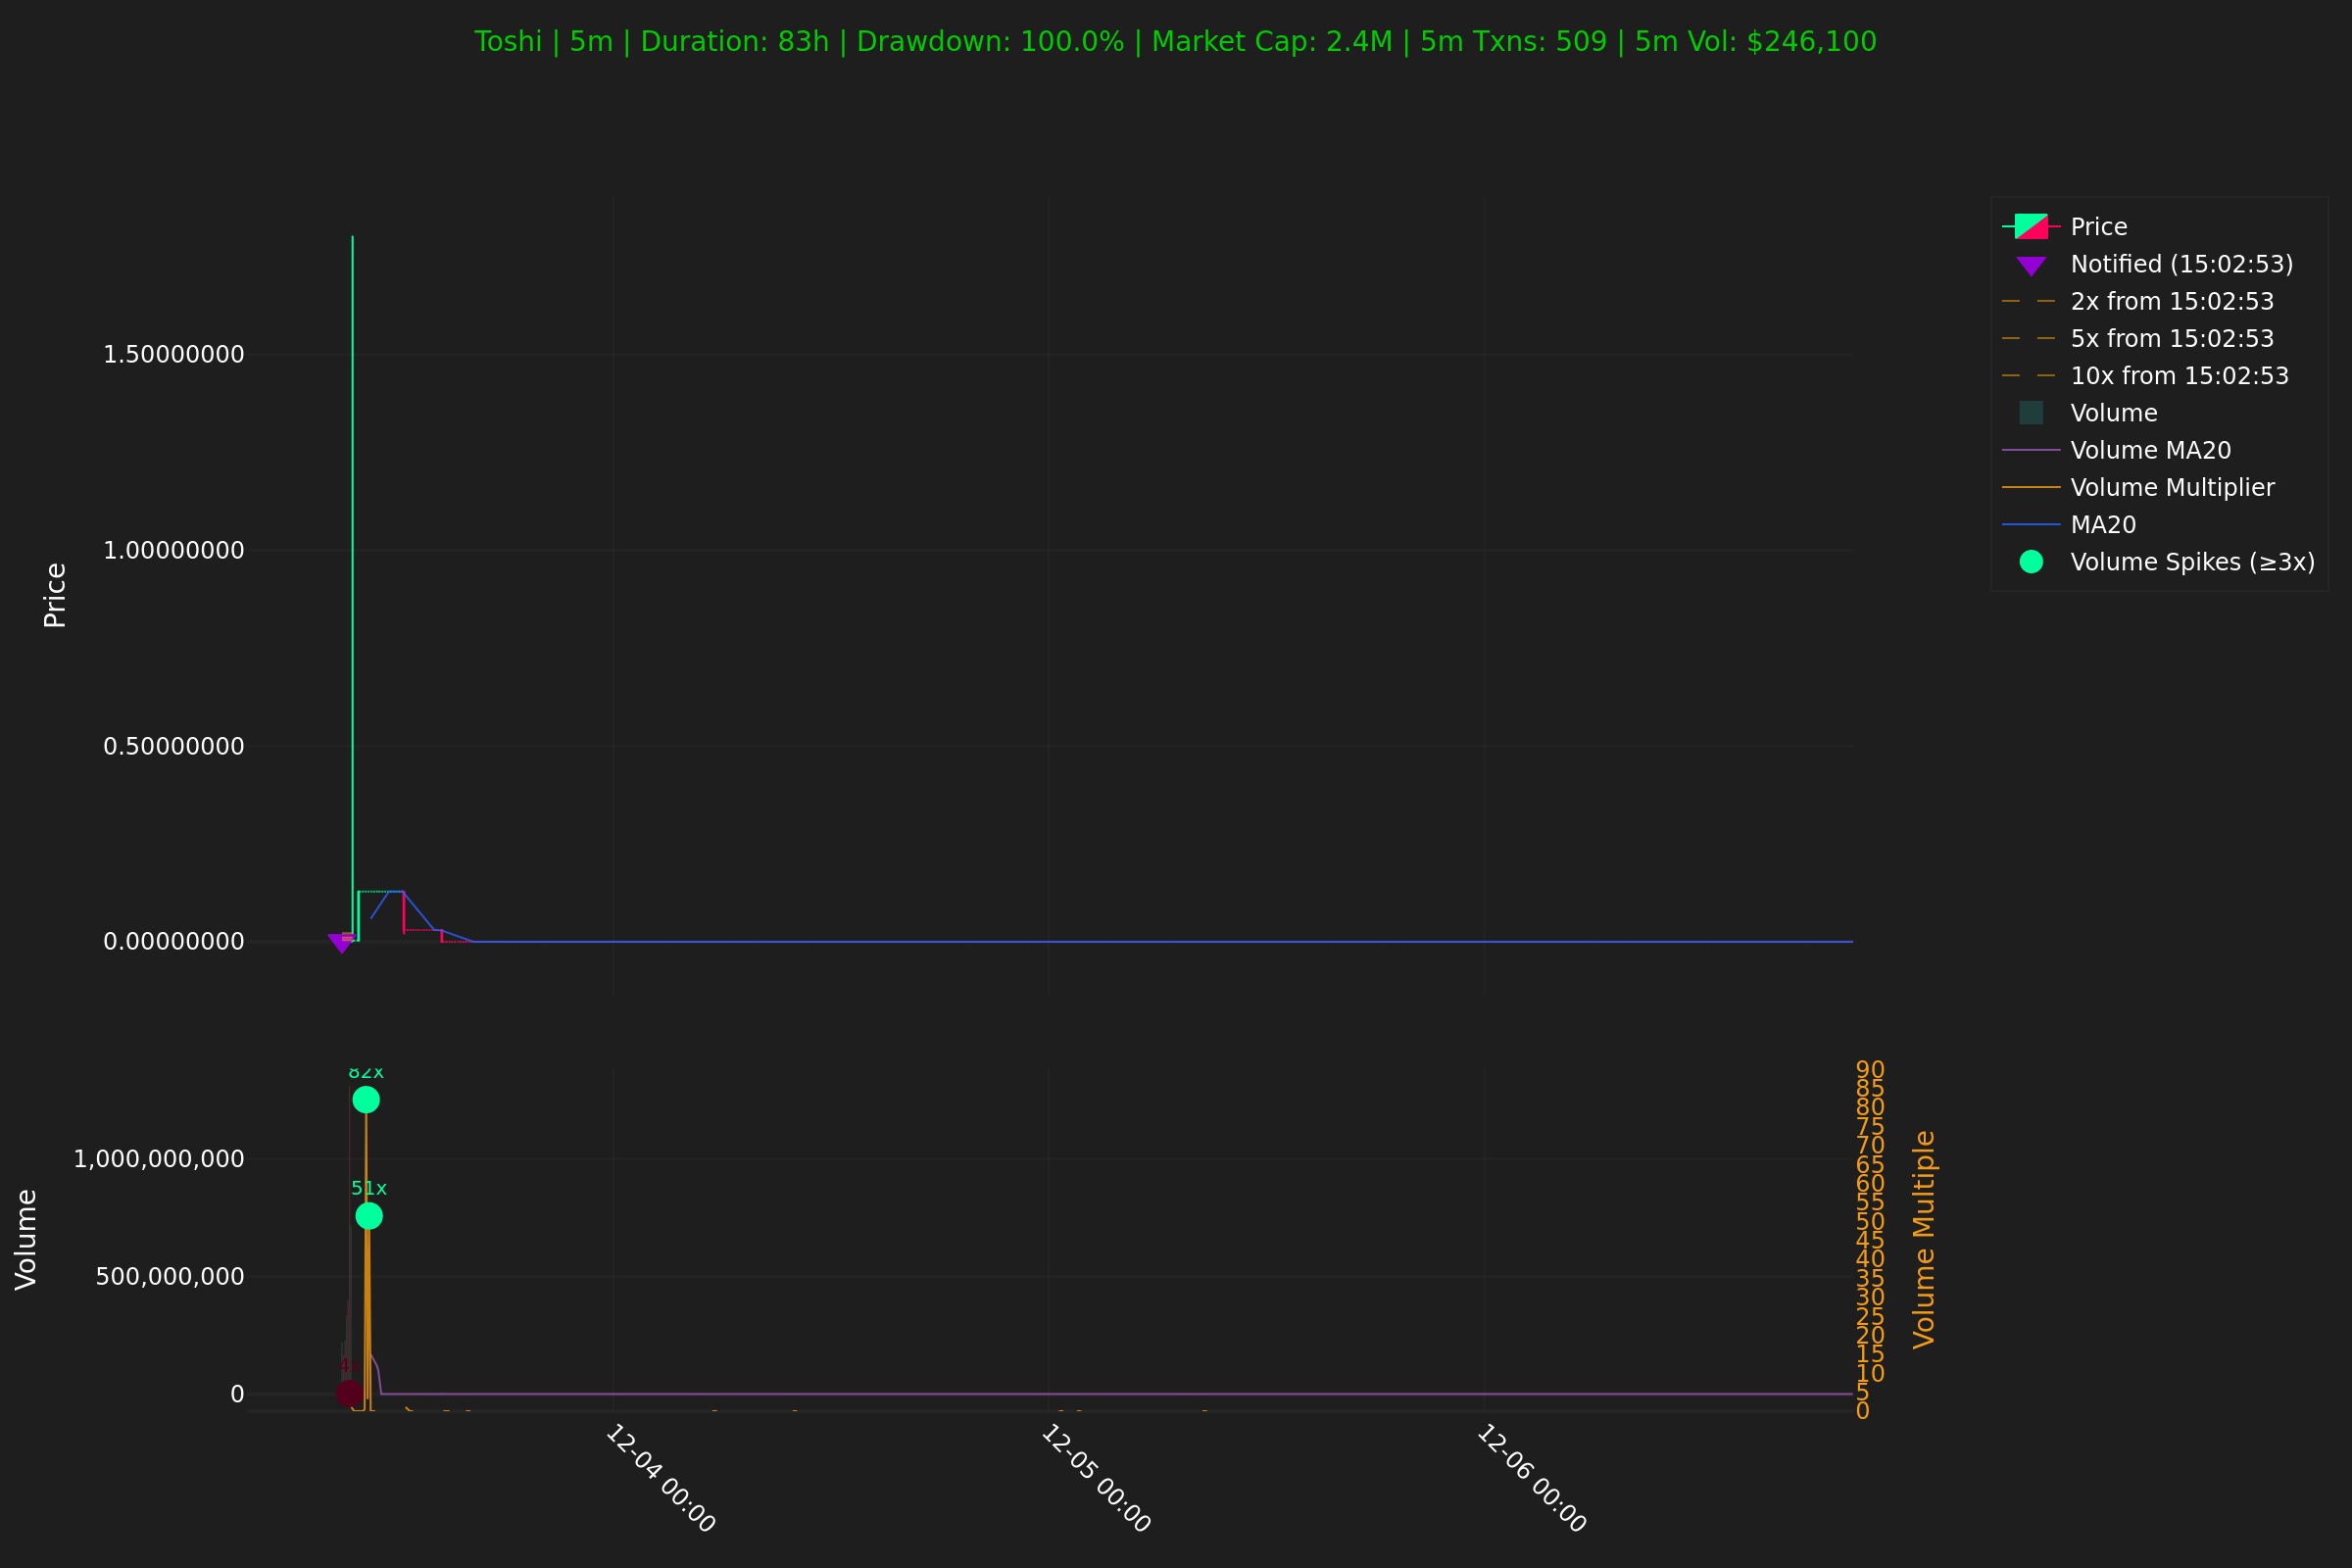 Toshi | 5m | Duration: 83h | Drawdown: 100.0% | Market Cap: 2.4M | 5m Txns: 509 | 5m Vol: $246,100
Price
1.50000000
1.00000000
0.50000000
0.00000000
Price
Notified (15:02:53)
2x from 15:02:53
5x from 15:02:53
10x from 15:02:53
Volume
Volume MA20
Volume Multiplier
MA20
Volume Spikes (≥3x)
Volume
1,000,000,000
500,000,000
0
82x
51x
90
85
80
75
70
65
60
55
50
45
40
35
30
25
20
15
10
5
0
Volume Multiple
12-04 00:00
12-05 00:00
12-06 00:00